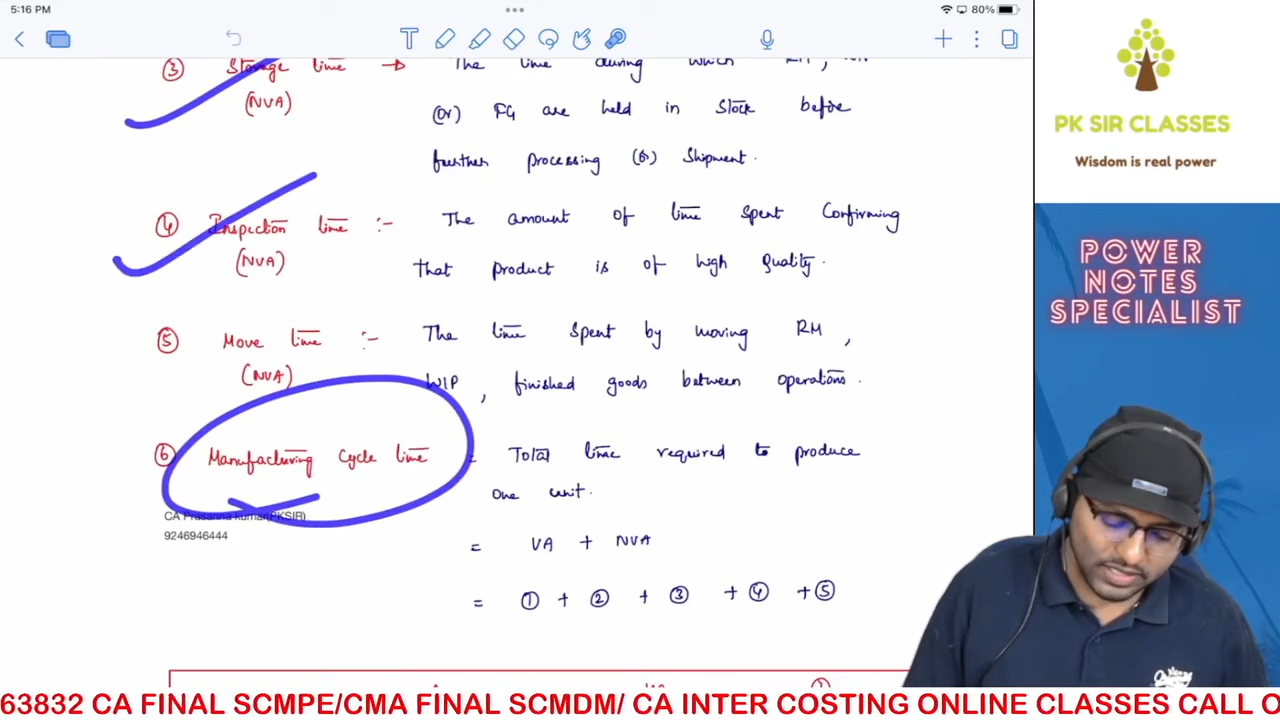 5:16 PM
80%
③ Storage time → The time during which RM,
(NVA)
(or) FG are held in stock before
further processing (or) Shipment.
④ Inspection time :- The amount of time spent confirming
(NVA)
that product is of high quality.
⑤ Move time :- The time spent by moving RM,
(NVA)
WIP, finished goods between operations.
⑥ Manufacturing Cycle time = Total time required to produce
one unit.
CA Prasanna kumar(PKSIR)
9246946444
= VA + NVA
= ① + ② + ③ + ④ + ⑤
PK SIR CLASSES
Wisdom is real power
POWER
NOTES
SPECIALIST
63832 CA FINAL SCMPE/CMA FINAL SCMDM/ CA INTER COSTING ONLINE CLASSES CALL O